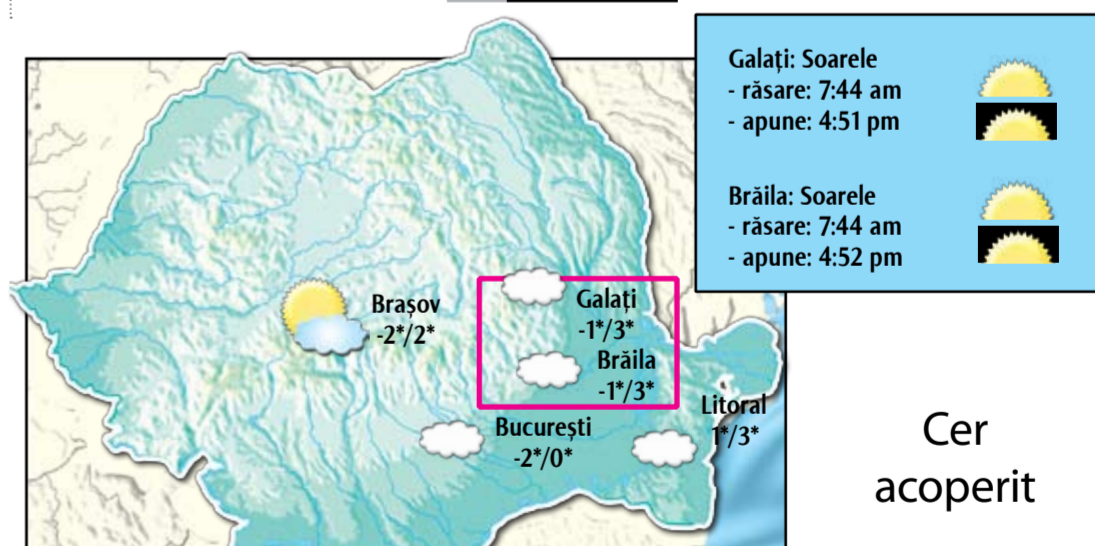 Galați: Soarele
- răsare: 7:44 am
- apune: 4:51 pm
Brăila: Soarele
- răsare: 7:44 am
- apune: 4:52 pm
Brașov
-2*/2*
Galați
-1*/3*
Brăila
-1*/3*
Litoral
1*/3*
București
-2*/0*
Cer
acoperit